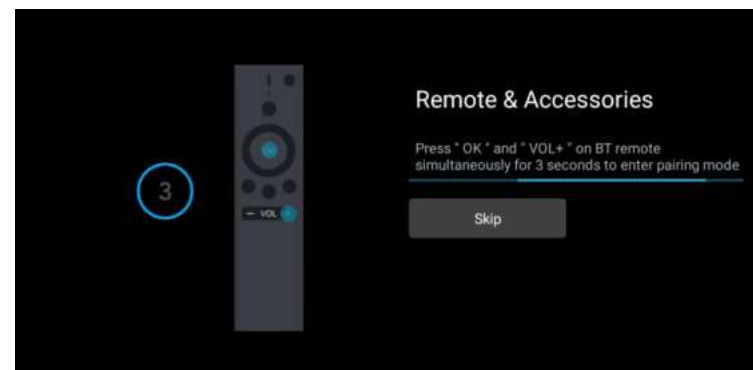 Remote & Accessories
Press " OK " and " VOL+ " on BT remote
simultaneously for 3 seconds to enter pairing mode
3
- VOL
Skip